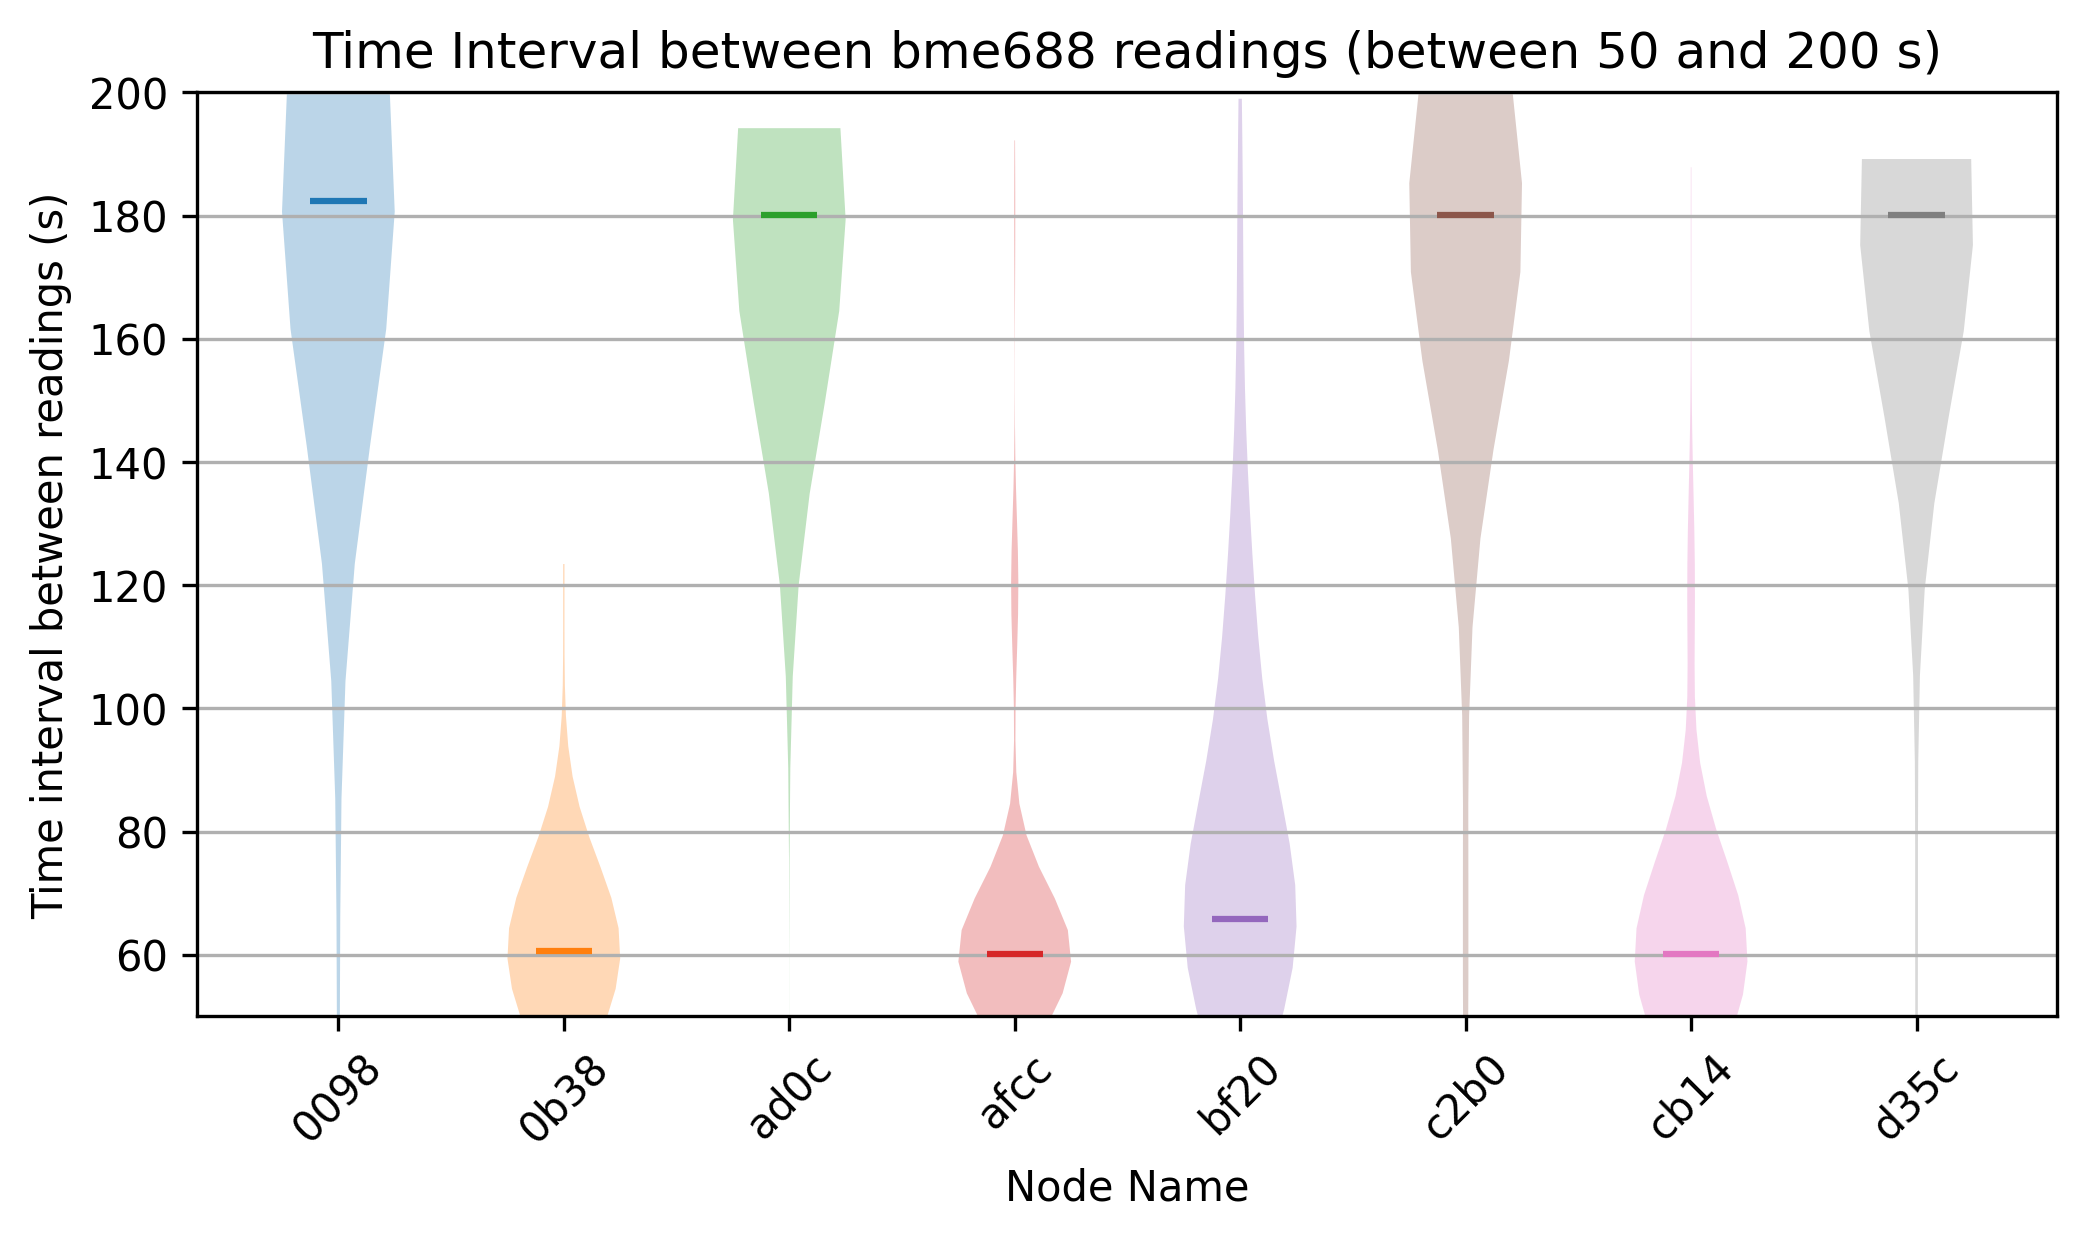 Time Interval between bme688 readings (between 50 and 200 s)
Time interval between readings (s)
200
180
160
140
120
100
80
60
0098
0b38
ad0c
afcc
bf20
c2b0
cb14
d35c
Node Name